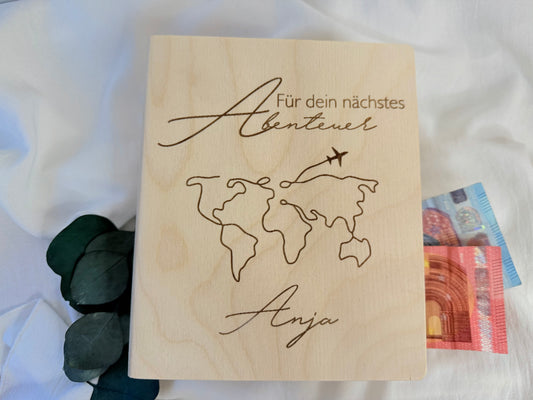 Für dein nächstes
Abenteuer
Anja